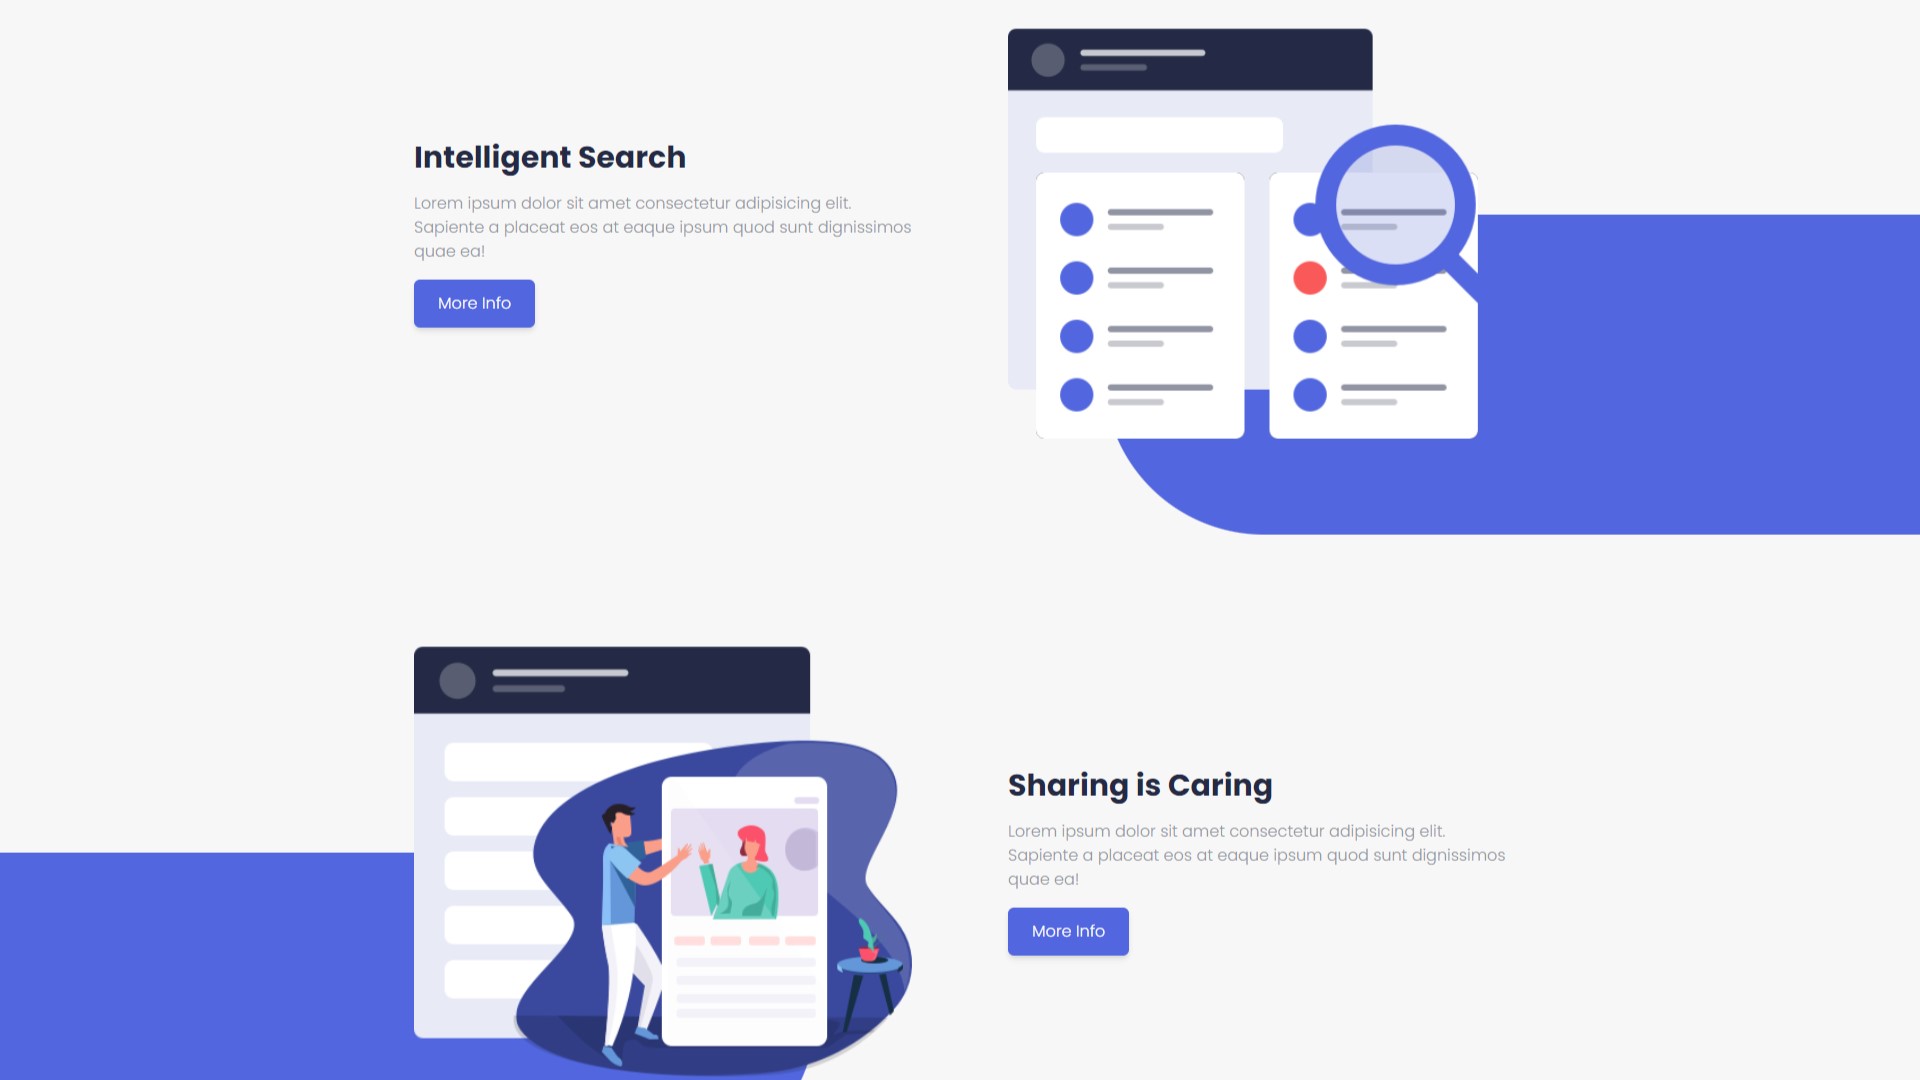 Intelligent Search
Lorem ipsum dolor sit amet consectetur adipisicing elit.
Sapiente a placeat eos at eaque ipsum quod sunt dignissimos
quae ea!
More Info
Sharing is Caring
Lorem ipsum dolor sit amet consectetur adipisicing elit.
Sapiente a placeat eos at eaque ipsum quod sunt dignissimos
quae ea!
More Info